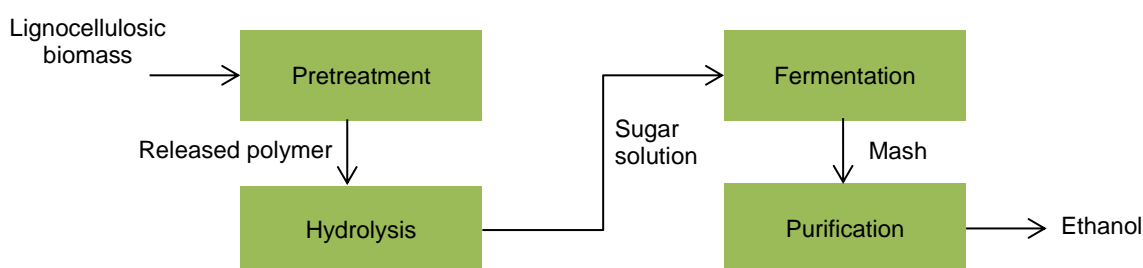 Lignocellulosic
biomass
Pretreatment
Released polymer
Hydrolysis
Sugar
solution
Fermentation
Mash
Purification
Ethanol